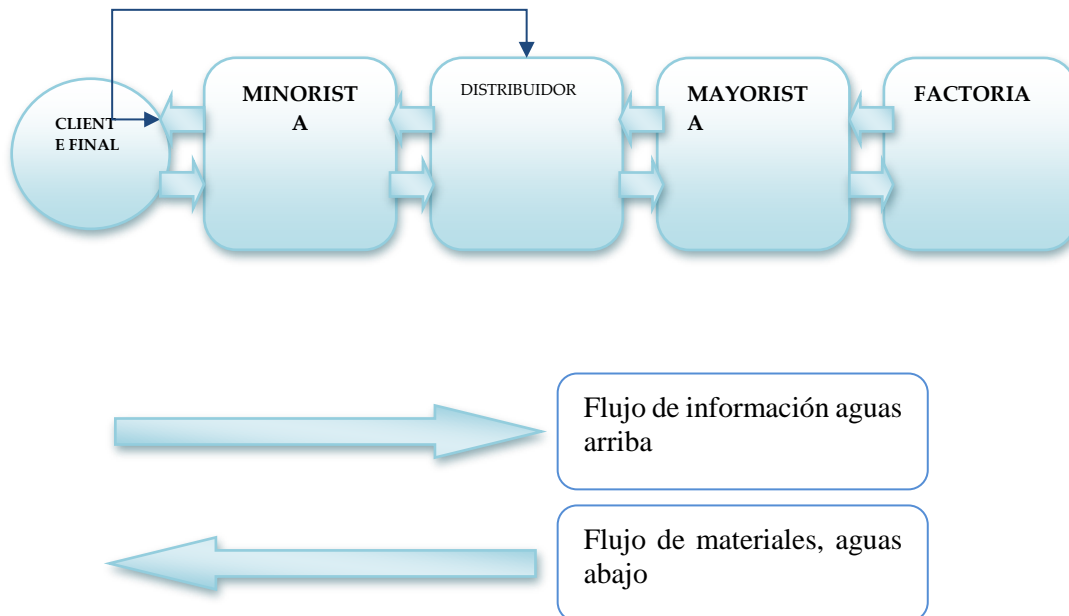 CLIENT
E FINAL
MINORIST
A
DISTRIBUIDOR
MAYORIST
A
FACTORIA
Flujo de información aguas
arriba
Flujo de materiales, aguas
abajo